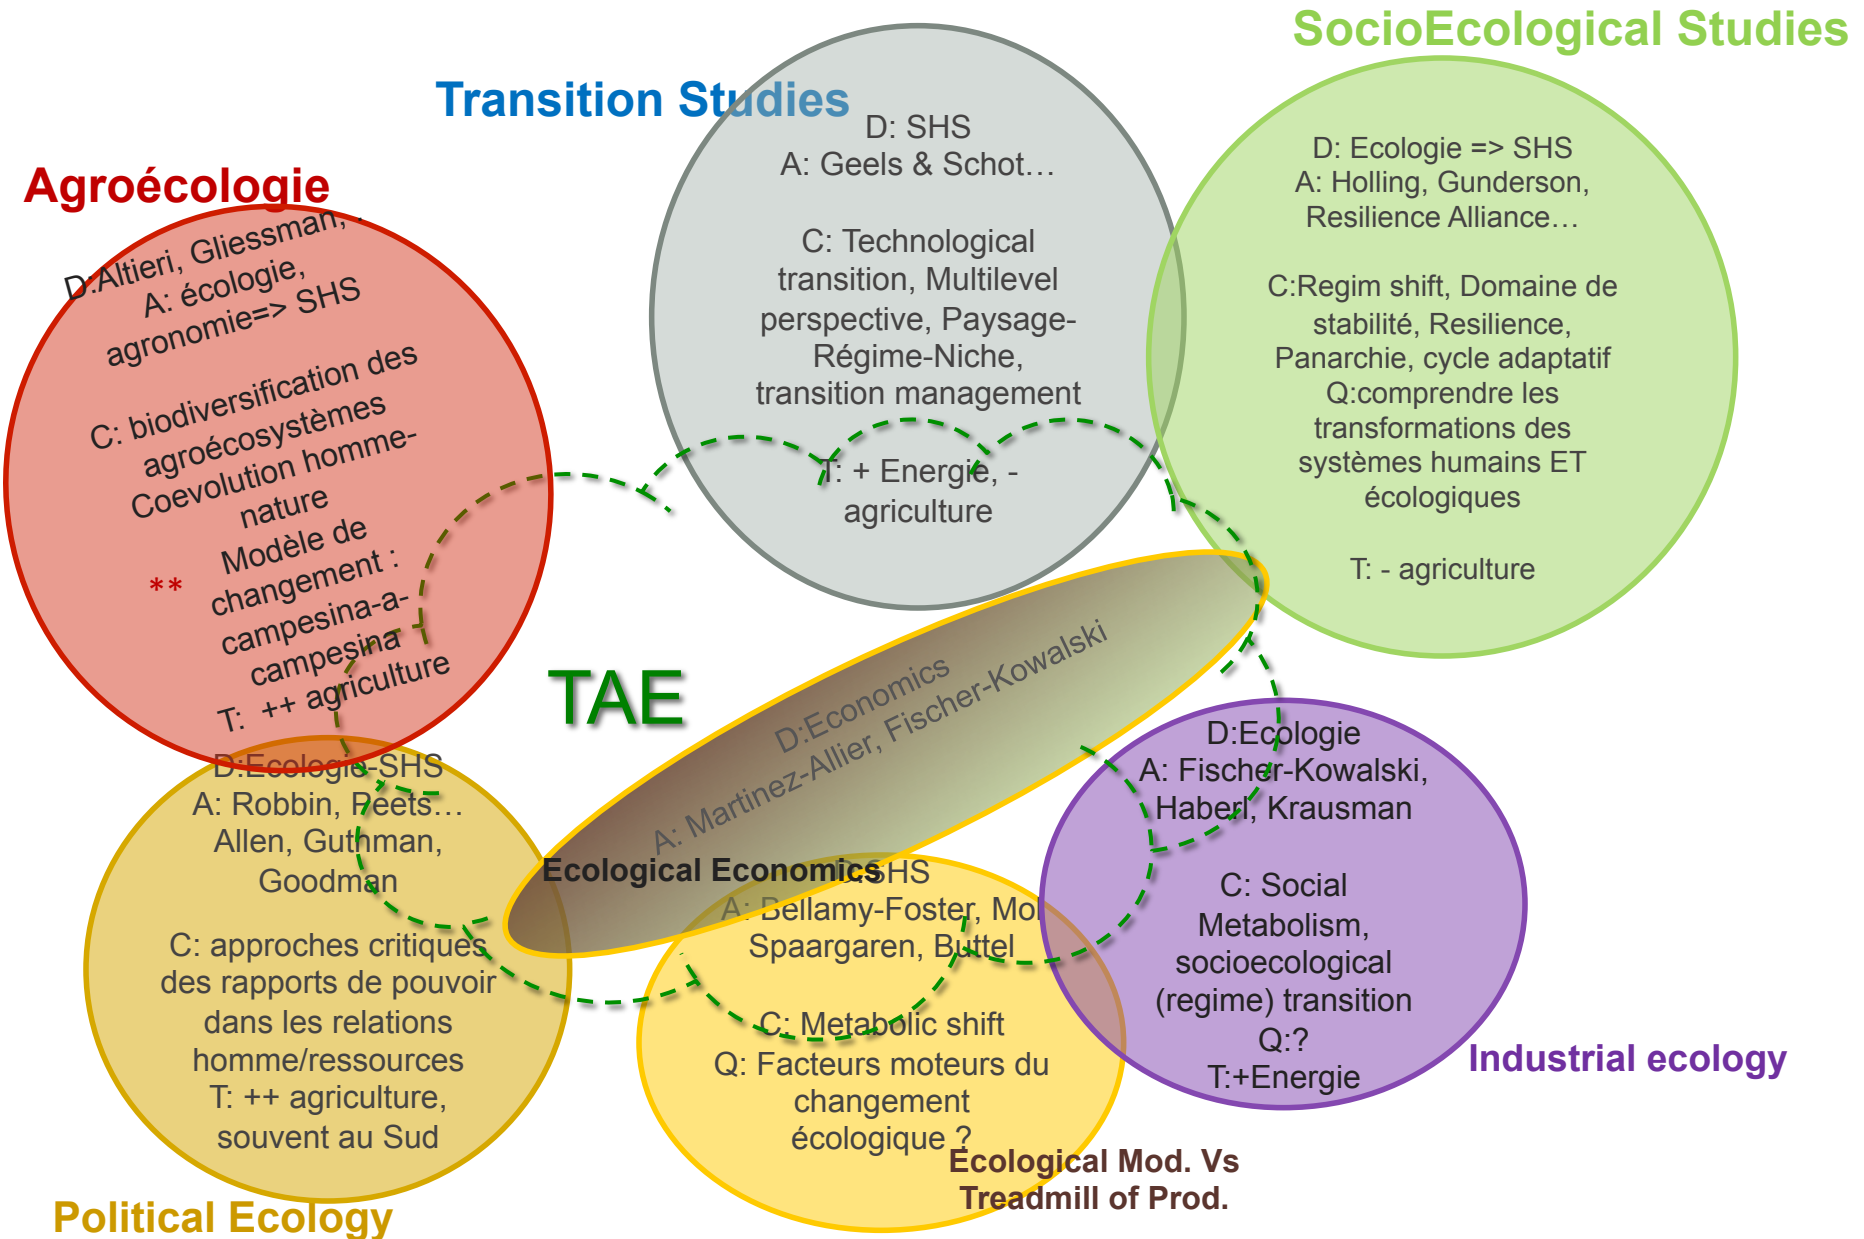 SocioEcological Studies
Transition Studies
D: SHS
A: Geels & Schot…
C: Technological
transition, Multilevel
perspective, Paysage-
Régime-Niche,
transition management
T: + Energie, -
agriculture
D: Ecologie => SHS
A: Holling, Gunderson,
Resilience Alliance…
C:Regim shift, Domaine de
stabilité, Resilience,
Panarchie, cycle adaptatif
Q:comprendre les
transformations des
systèmes humains ET
écologiques
T: - agriculture
Agroécologie
D:Altieri, Gliessman, .
A: écologie,
agronomie=> SHS
C: biodiversification des
agroécosystèmes
Coevolution homme-
nature
Modèle de
** changement :
campesina-a-
campesina
T: ++ agriculture
TAE
D:Economics
A: Martinez-Allier, Fischer-Kowalski
Ecological Economics
D:Ecologie-SHS
A: Robbin, Peets…
Allen, Guthman,
Goodman
C: approches critiques
des rapports de pouvoir
dans les relations
homme/ressources
T: ++ agriculture,
souvent au Sud
Political Ecology
D:SHS
A: Bellamy-Foster, Mol
Spaargaren, Buttel
C: Metabolic shift
Q: Facteurs moteurs du
changement
écologique ?
Ecological Mod. Vs
Treadmill of Prod.
D:Ecologie
A: Fischer-Kowalski,
Haberl, Krausman
C: Social
Metabolism,
socioecological
(regime) transition
Q:?
T:+Energie
Industrial ecology